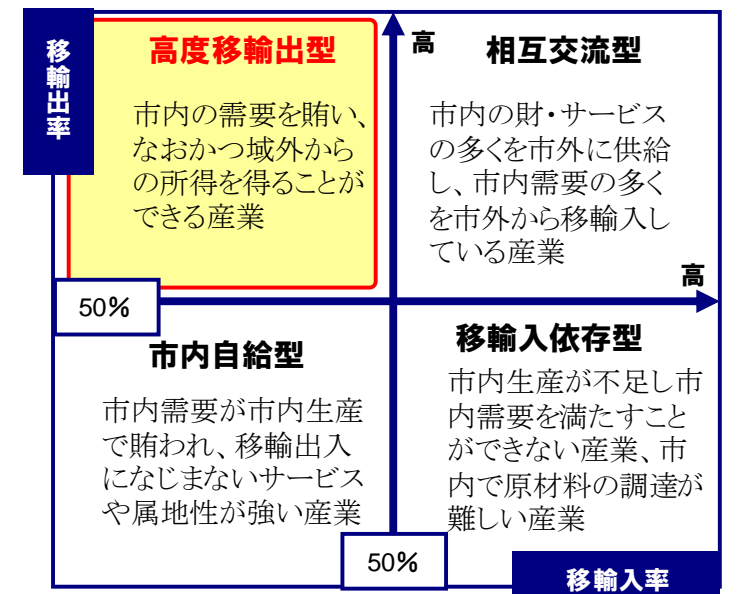 移輸出率
高度移輸出型
市内の需要を賄い、
なおかつ域外から
の所得を得ることが
できる産業
高
相互交流型
市内の財・サービス
の多くを市外に供給
し、市内需要の多く
を市外から移輸入し
ている産業
高
50%
市内自給型
市内需要が市内生産
で賄われ、移輸出入
になじまないサービス
や属地性が強い産業
移輸入依存型
市内生産が不足し市
内需要を満たすこと
ができない産業、市
内で原材料の調達が
難しい産業
50%
移輸入率